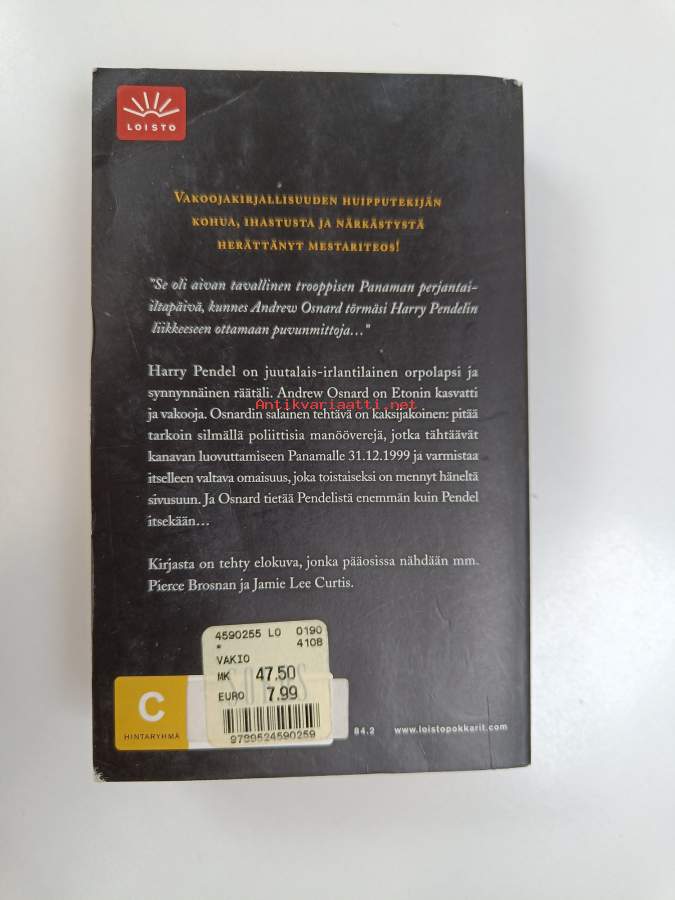 LOISTO
VAKOOJAKIRJALLISUUDEN HUIPPUTEKIJÄN
KOHUA, IHASTUSTA JA NÄRKÄSTYSTÄ
HERÄTTÄNYT MESTARITEOS!
"Se oli aivan tavallinen trooppisen Panaman perjantai-
iltapäivä, kunnes Andrew Osnard törmäsi Harry Pendelin
liikkeeseen ottamaan puvunmittoja..."
Harry Pendel on juutalais-irlantilainen orpolapsi ja
synnynnäinen räätäli. Andrew Osnard on Etonin kasvatti
Antikvariaatti.net
ja vakooja. Osnardin salainen tehtävä on kaksijakoinen: pitää
tarkoin silmällä poliittisia manööverejä, jotka tähtäävät
kanavan luovuttamiseen Panamalle 31.12.1999 ja varmistaa
itselleen valtava omaisuus, joka toistaiseksi on mennyt häneltä
sivusuun. Ja Osnard tietää Pendelistä enemmän kuin Pendel
itsekään...
Kirjasta on tehty elokuva, jonka pääosissa nähdään mm.
Pierce Brosnan ja Jamie Lee Curtis.
4590255 LO 0190
* 4108
VAKIO
MK 47.50
EURO 7.99
9789524590259
C
HINTARYHMÄ
84.2 www.loistopokkarit.com